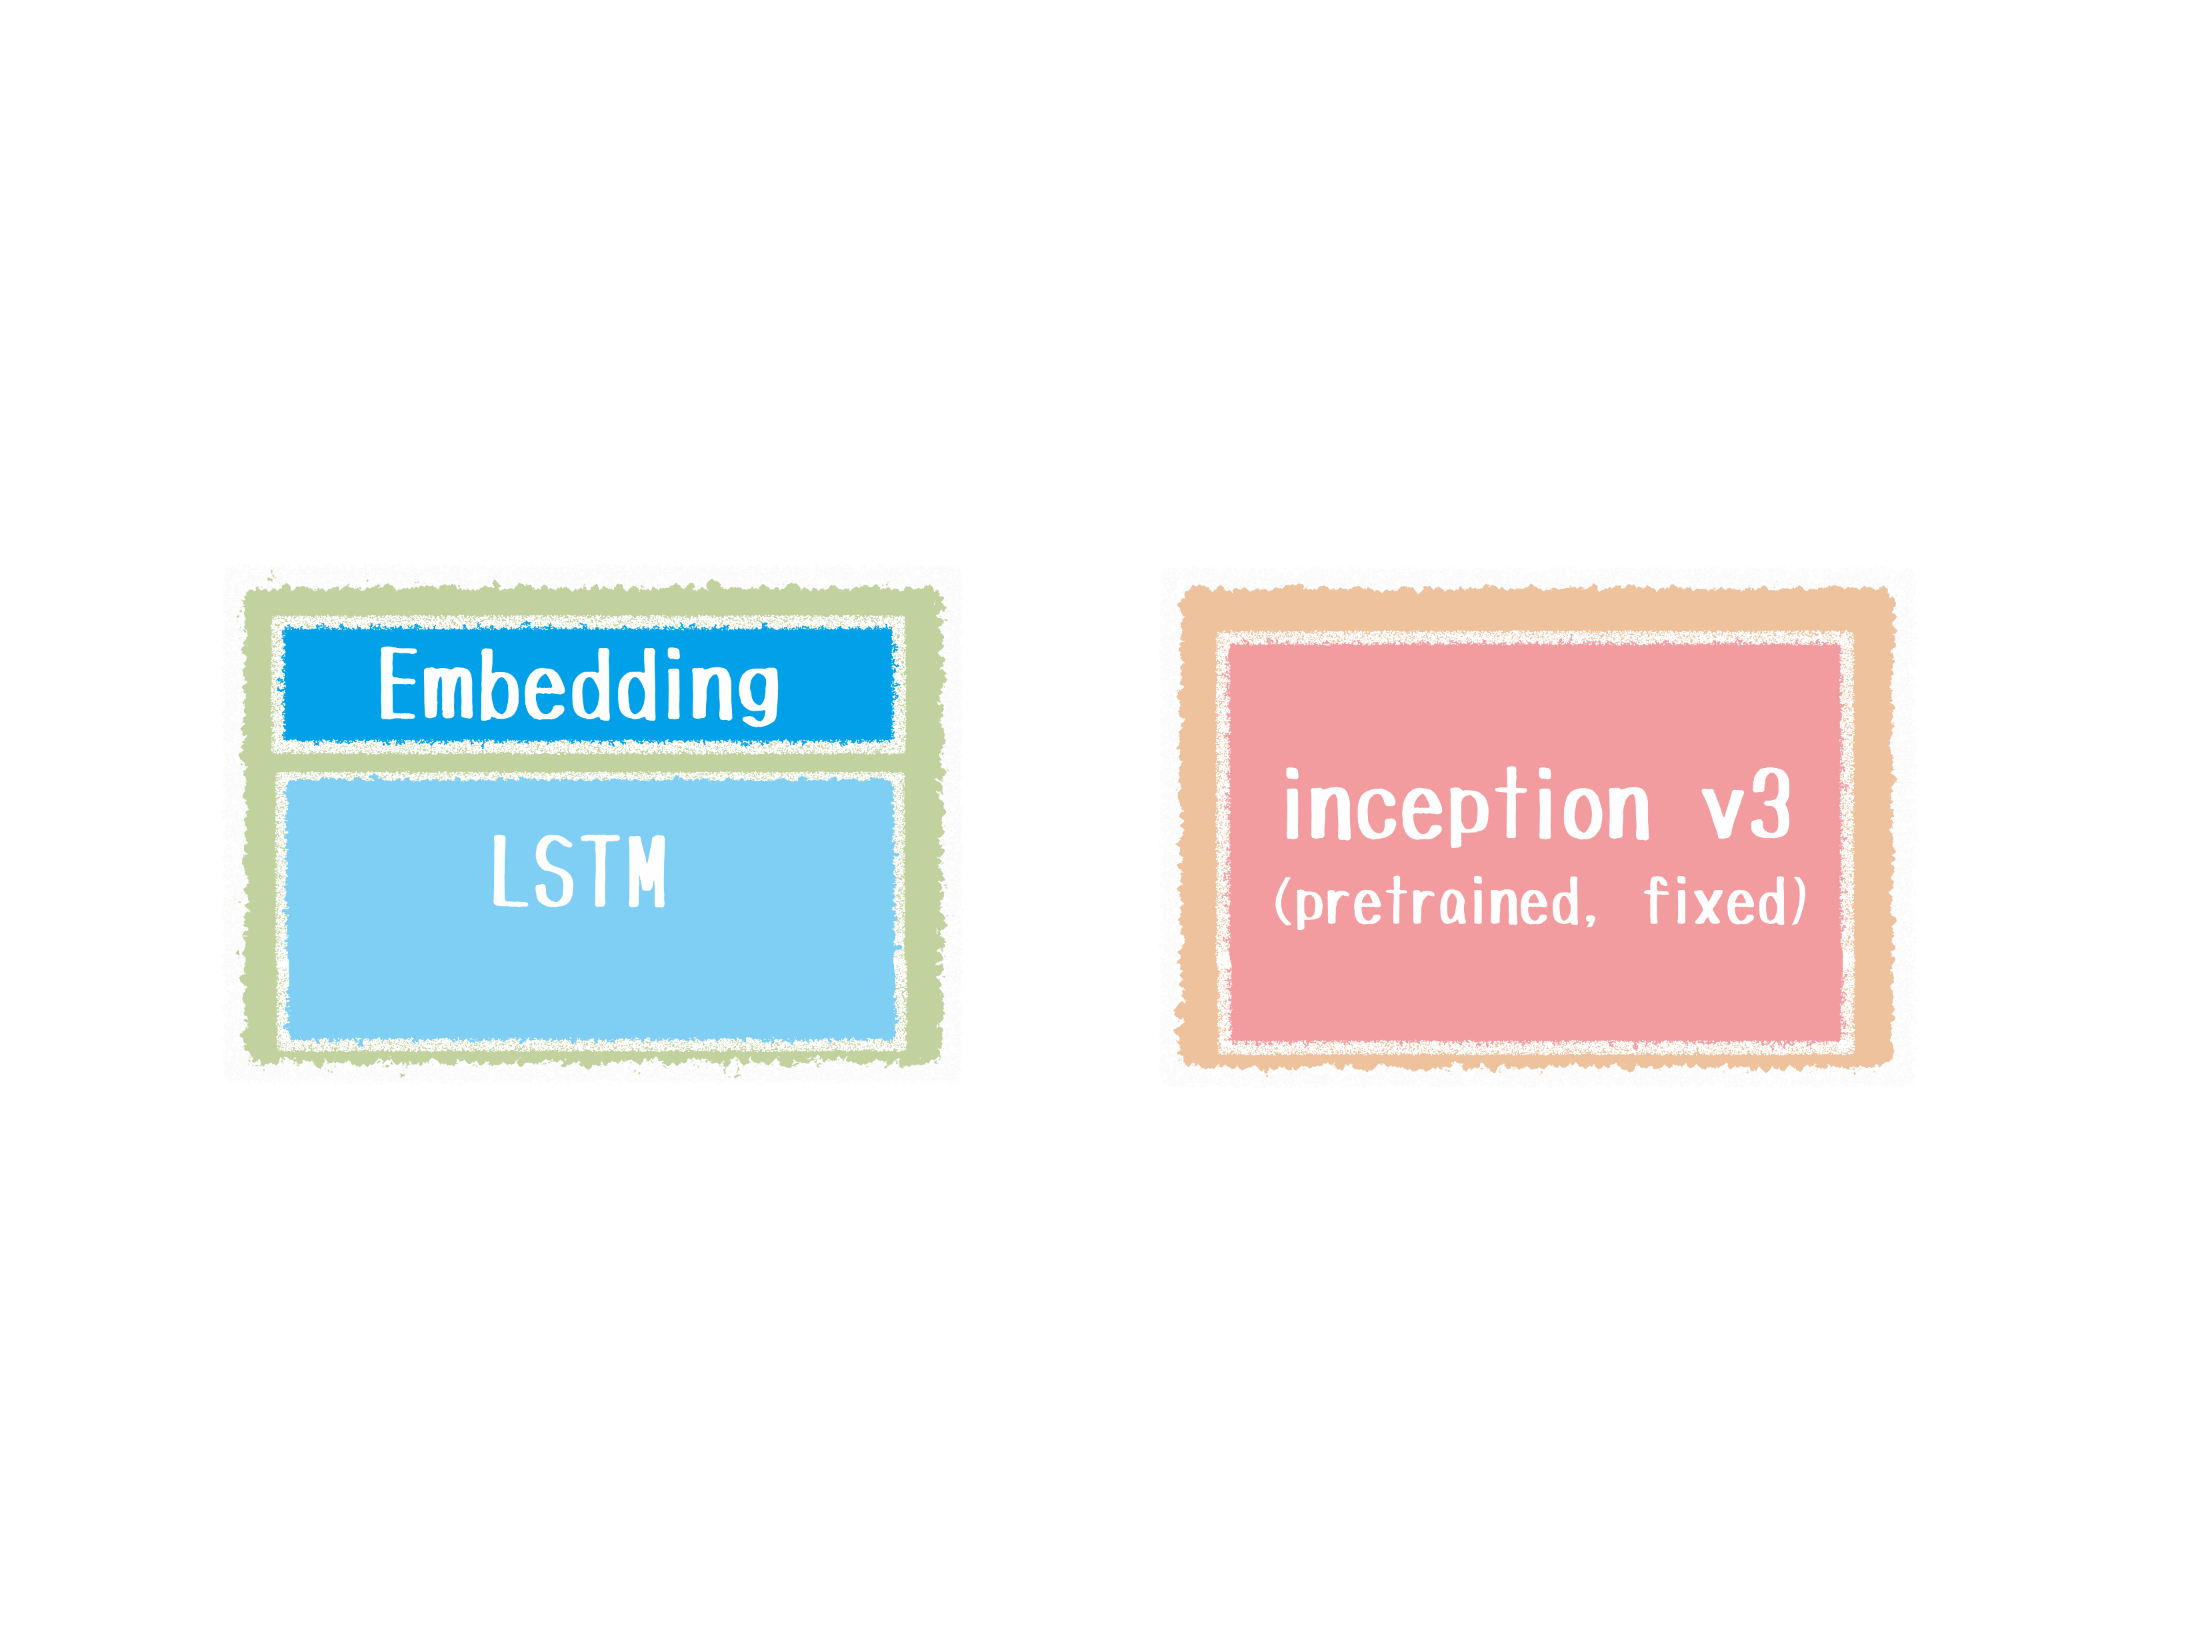 Embedding
LSTM
inception v3
(pretrained, fixed)